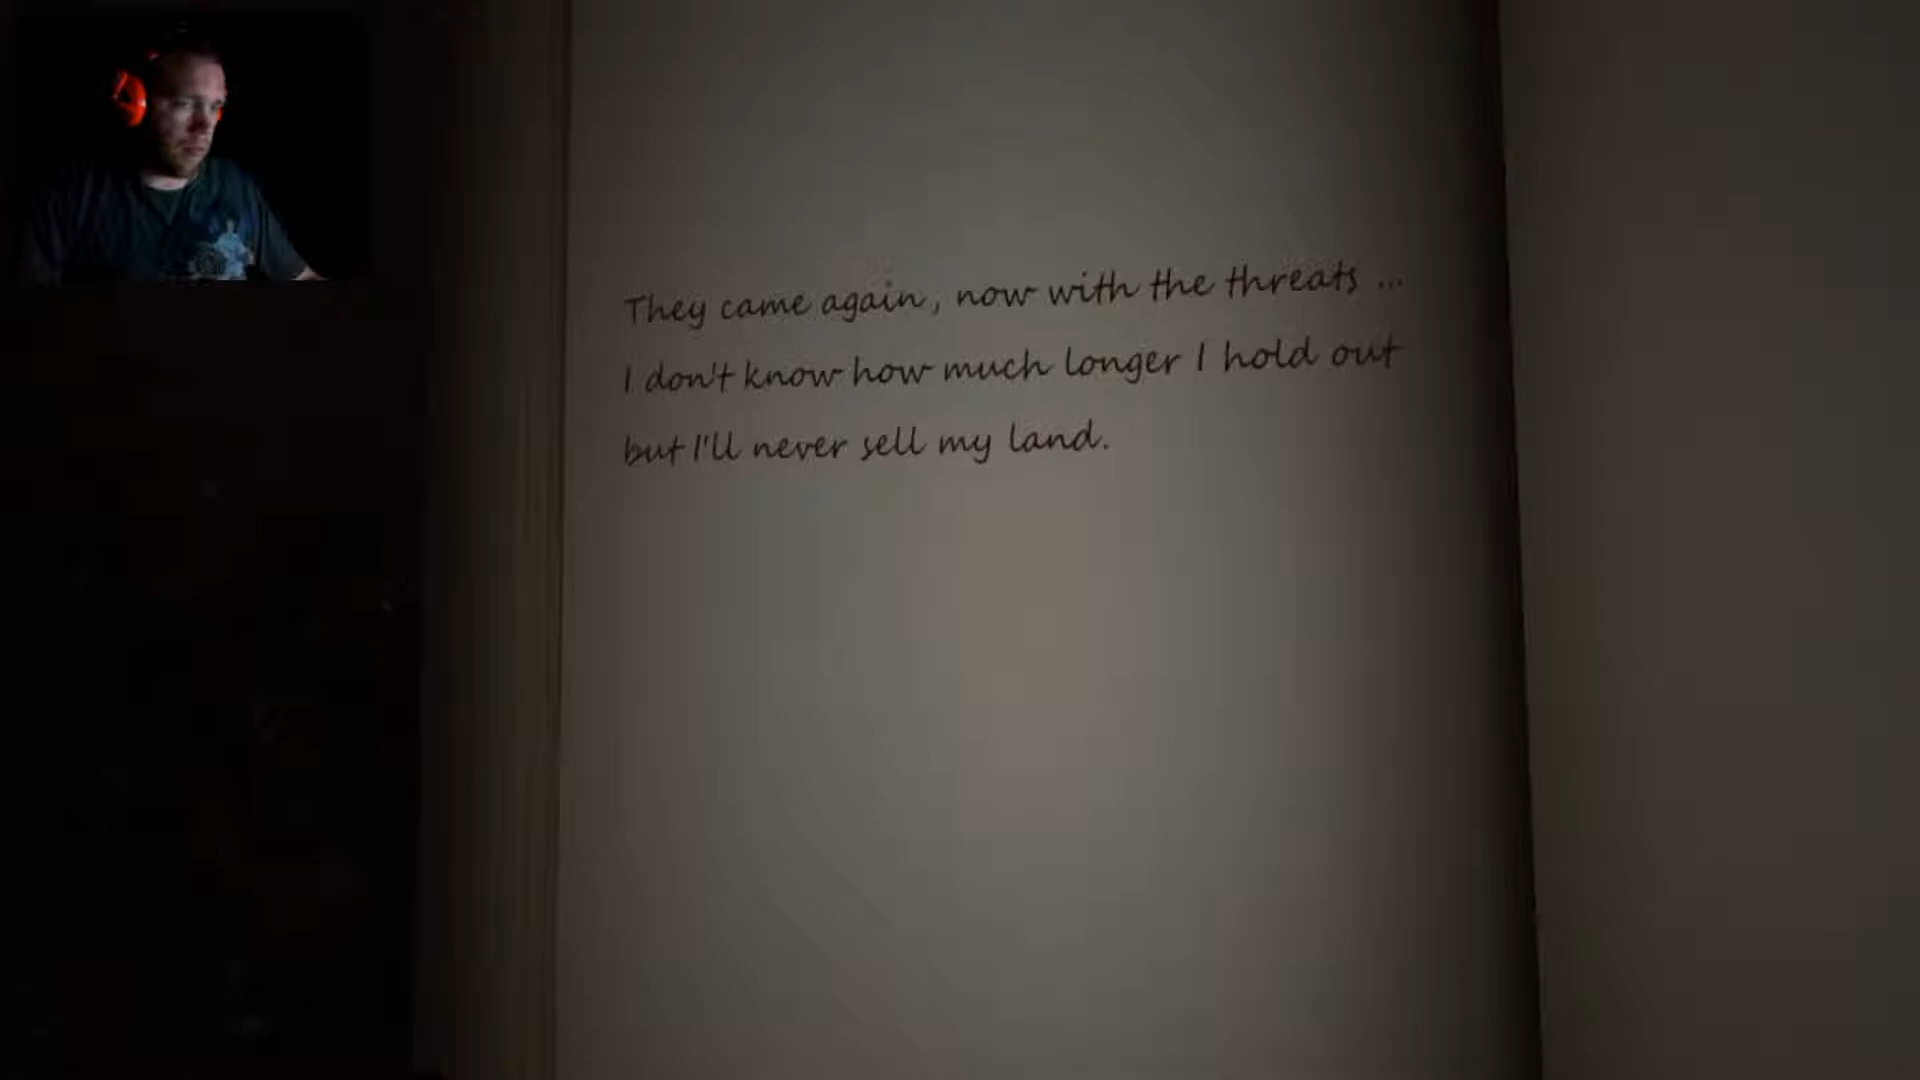 They came again, now with the threats ...
I don't know how much longer I hold out
but I'll never sell my land.